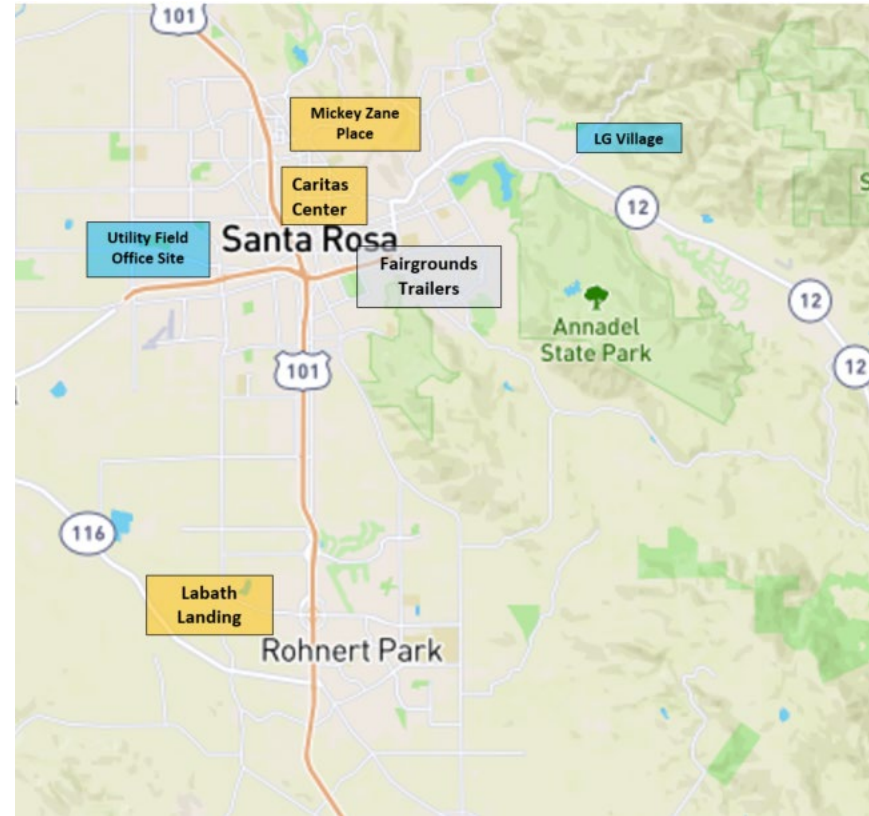 101
Mickey Zane
Place
LG Village
Caritas
Center
S
12
Utility Field
Office Site
Santa Rosa
Fairgrounds
Trailers
12
Annadel
State Park
101
12
116
Labath
Landing
Rohnert Park